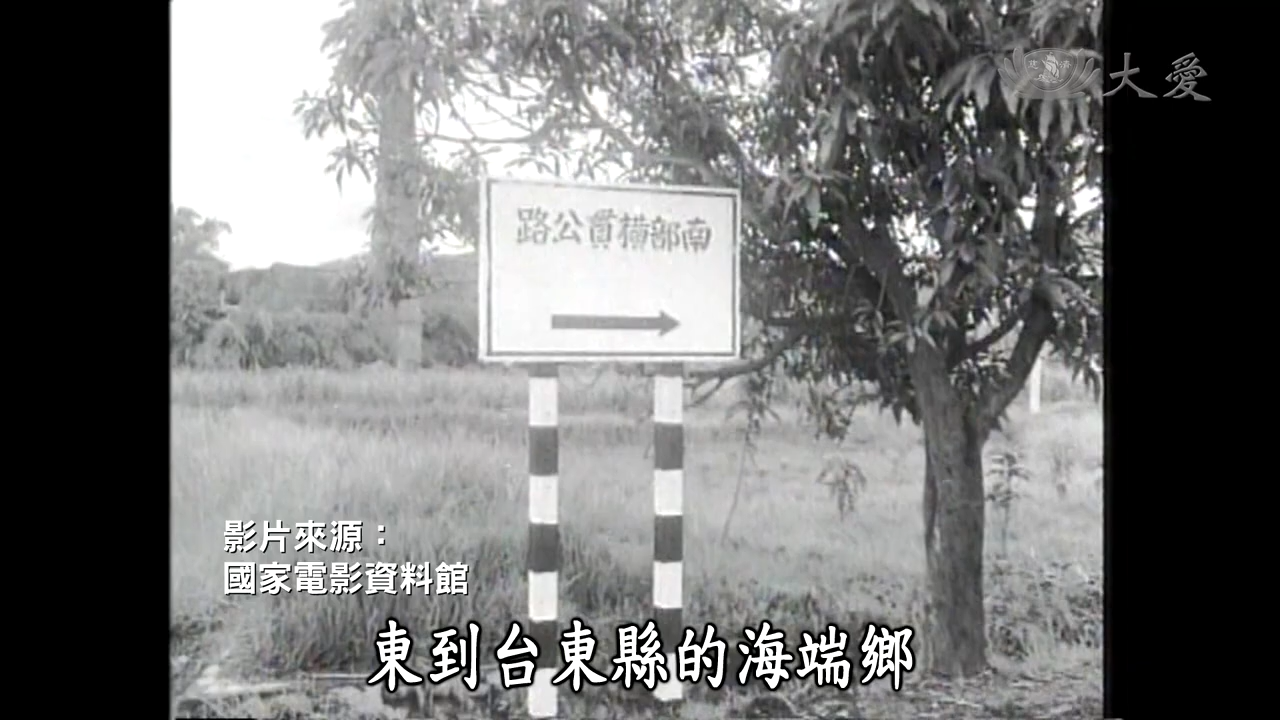 大愛
南部橫貫公路
影片來源：
國家電影資料館
東到台東縣的海端鄉